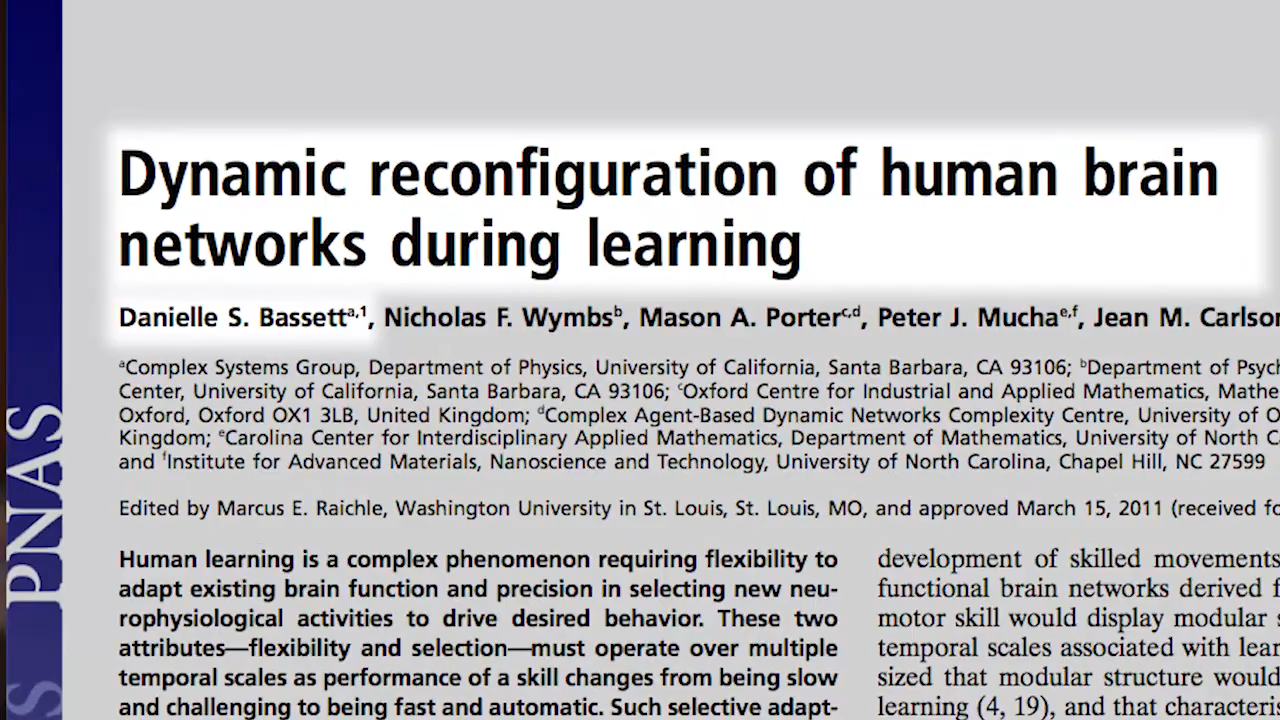 Dynamic reconfiguration of human brain
networks during learning
Danielle S. Bassettᵃ,¹, Nicholas F. Wymbsᵇ, Mason A. Porterᶜ,ᵈ, Peter J. Muchaᵉ,ᶠ, Jean M. Carlson
ᵃComplex Systems Group, Department of Physics, University of California, Santa Barbara, CA 93106; ᵇDepartment of Psych
Center, University of California, Santa Barbara, CA 93106; ᶜOxford Centre for Industrial and Applied Mathematics, Mathe
Oxford, Oxford OX1 3LB, United Kingdom; ᵈComplex Agent-Based Dynamic Networks Complexity Centre, University of O
Kingdom; ᵉCarolina Center for Interdisciplinary Applied Mathematics, Department of Mathematics, University of North C
and ᶠInstitute for Advanced Materials, Nanoscience and Technology, University of North Carolina, Chapel Hill, NC 27599
Edited by Marcus E. Raichle, Washington University in St. Louis, St. Louis, MO, and approved March 15, 2011 (received fo
Human learning is a complex phenomenon requiring flexibility to
adapt existing brain function and precision in selecting new neu-
rophysiological activities to drive desired behavior. These two
attributes—flexibility and selection—must operate over multiple
temporal scales as performance of a skill changes from being slow
and challenging to being fast and automatic. Such selective adapt-
development of skilled movements
functional brain networks derived f
motor skill would display modular s
temporal scales associated with lear
sized that modular structure would
learning (4, 19), and that characteris
PNAS
S